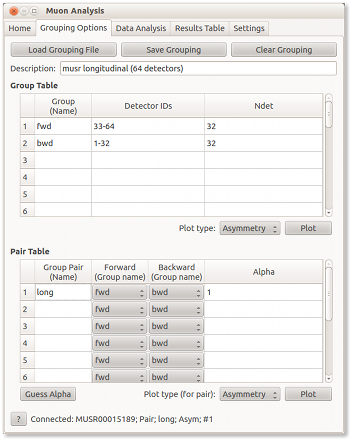 Muon Analysis
Home Grouping Options Data Analysis Results Table Settings
Load Grouping File Save Grouping Clear Grouping
Description: musr longitudinal (64 detectors)
Group Table
Group (Name) Detector IDs Ndet
1 fwd 33-64 32
2 bwd 1-32 32
3
4
5
6
Plot type: Asymmetry Plot
Pair Table
Group Pair (Name) Forward (Group name) Backward (Group name) Alpha
1 long fwd bwd 1
2 fwd bwd
3 fwd bwd
4 fwd bwd
5 fwd bwd
6 fwd bwd
Guess Alpha Plot type (for pair): Asymmetry Plot
? Connected: MUSR00015189; Pair; long; Asym; #1